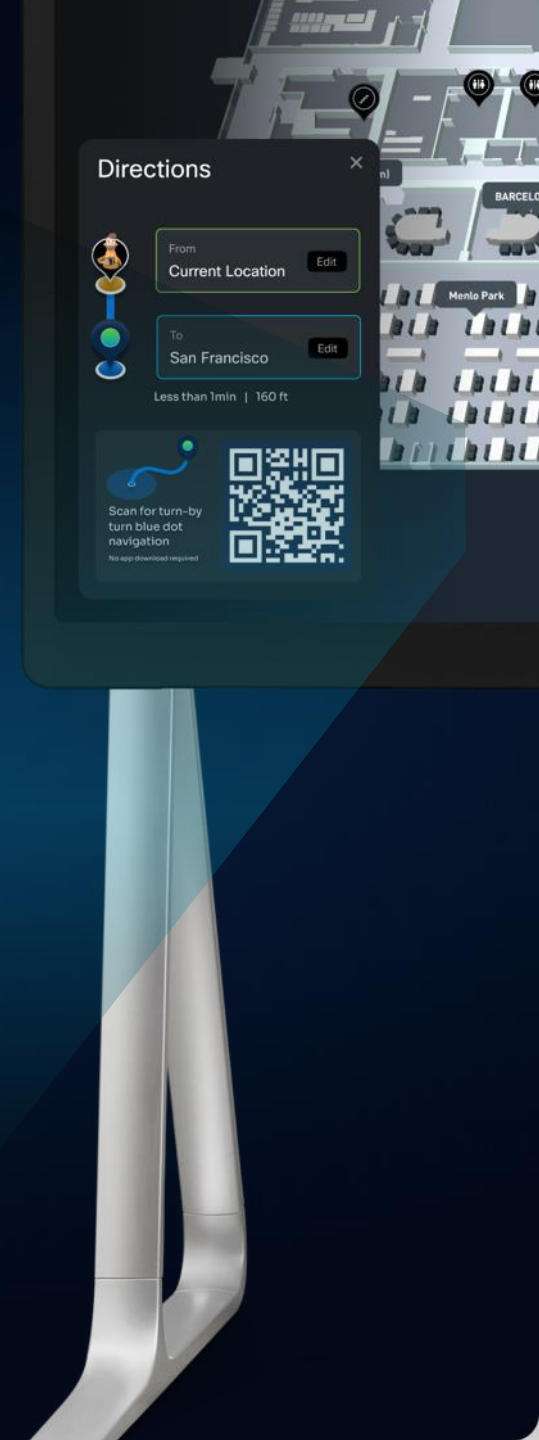 Directions
m)
BARCELO
From
Current Location
Edit
Menlo Park
To
San Francisco
Edit
Less than 1min | 160 ft
Scan for turn-by
turn blue dot
navigation
No app download required